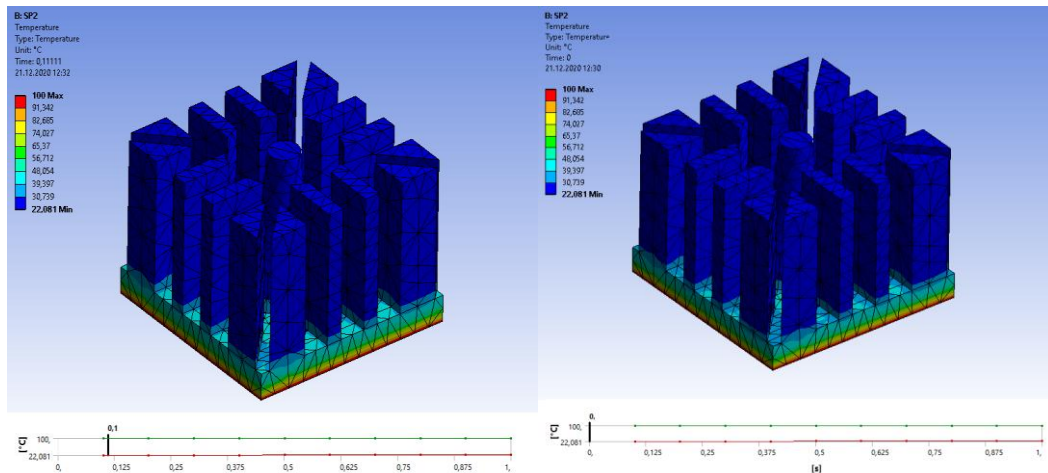 B: SP2
Temperature
Type: Temperature
Unit: °C
Time: 0,11111
21.12.2020 12:32
100 Max
91,342
82,685
74,027
65,37
56,712
48,054
39,397
30,739
22,081 Min
0,1
[°C]
100,
22,081
0, 0,125 0,25 0,375 0,5 0,625 0,75 0,875 1,
B: SP2
Temperature
Type: Temperatur
Unit: °C
Time: 0
21.12.2020 12:30
100 Max
91,342
82,685
74,027
65,37
56,712
48,054
39,397
30,739
22,081 Min
0,
[°C]
100,
22,081
0, 0,125 0,25 0,375 0,5 0,625 0,75 0,875 1,
[s]